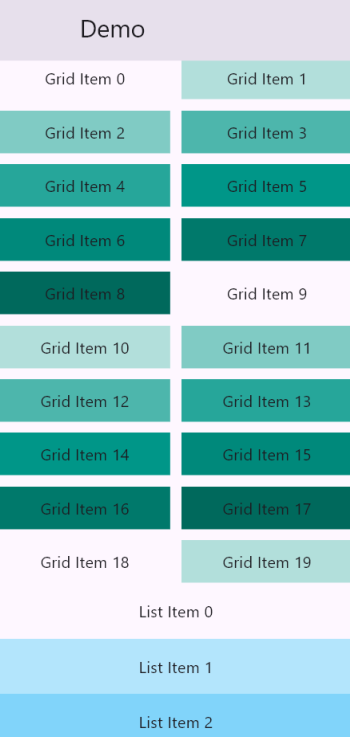 Demo
Grid Item 0 Grid Item 1
Grid Item 2 Grid Item 3
Grid Item 4 Grid Item 5
Grid Item 6 Grid Item 7
Grid Item 8 Grid Item 9
Grid Item 10 Grid Item 11
Grid Item 12 Grid Item 13
Grid Item 14 Grid Item 15
Grid Item 16 Grid Item 17
Grid Item 18 Grid Item 19
List Item 0
List Item 1
List Item 2